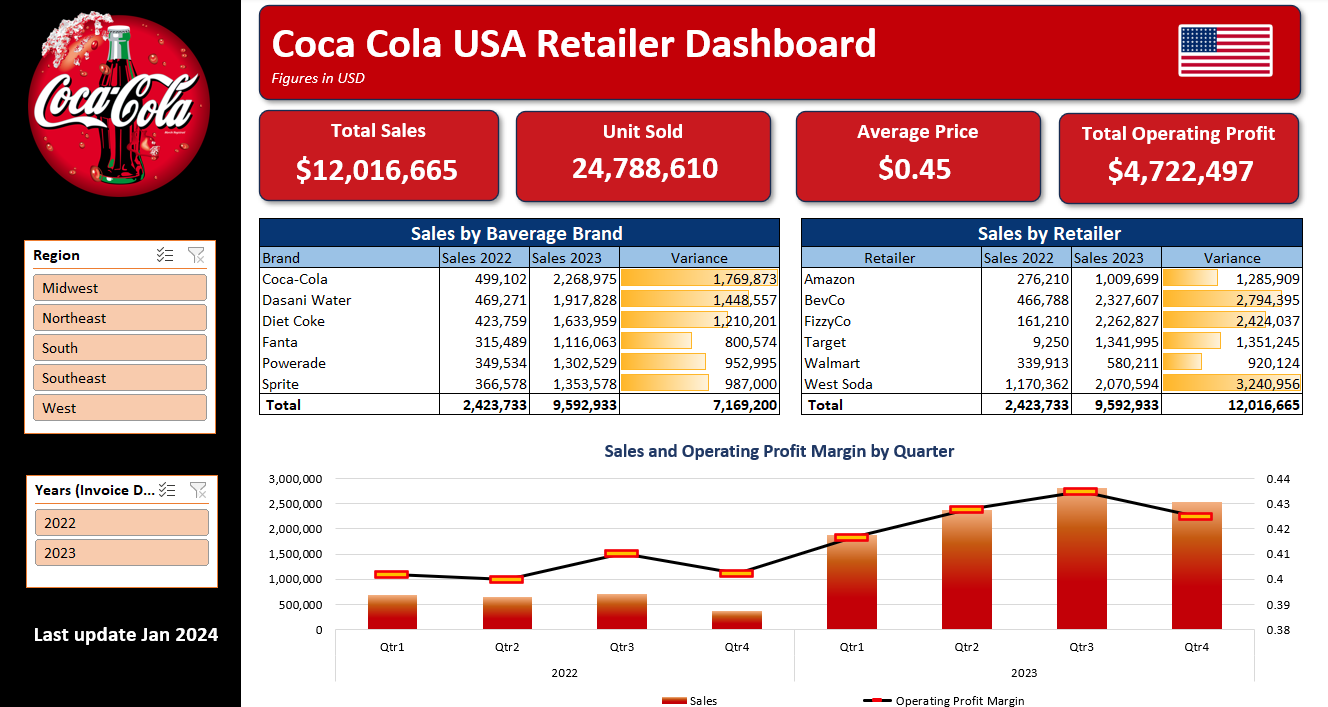 Coca-Cola
Coca Cola USA Retailer Dashboard
Figures in USD
Total Sales
$12,016,665
Unit Sold
24,788,610
Average Price
$0.45
Total Operating Profit
$4,722,497
Region
Midwest
Northeast
South
Southeast
West
Years (Invoice D...
2022
2023
Last update Jan 2024
Sales by Baverage Brand
Brand Sales 2022 Sales 2023 Variance
Coca-Cola 499,102 2,268,975 1,769,873
Dasani Water 469,271 1,917,828 1,448,557
Diet Coke 423,759 1,633,959 1,210,201
Fanta 315,489 1,116,063 800,574
Powerade 349,534 1,302,529 952,995
Sprite 366,578 1,353,578 987,000
Total 2,423,733 9,592,933 7,169,200
Sales by Retailer
Retailer Sales 2022 Sales 2023 Variance
Amazon 276,210 1,009,699 1,285,909
BevCo 466,788 2,327,607 2,794,395
FizzyCo 161,210 2,262,827 2,424,037
Target 9,250 1,341,995 1,351,245
Walmart 339,913 580,211 920,124
West Soda 1,170,362 2,070,594 3,240,956
Total 2,423,733 9,592,933 12,016,665
Sales and Operating Profit Margin by Quarter
3,000,000 0.44
2,500,000 0.43
2,000,000 0.42
1,500,000 0.41
1,000,000 0.4
500,000 0.39
0 0.38
Qtr1 Qtr2 Qtr3 Qtr4 Qtr1 Qtr2 Qtr3 Qtr4
2022 2023
Sales Operating Profit Margin